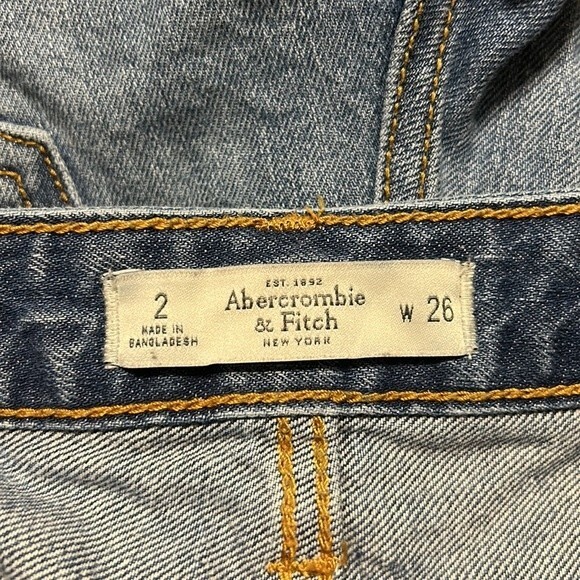 2
MADE IN
BANGLADESH
EST. 1892
Abercrombie
& Fitch
NEW YORK
W 26